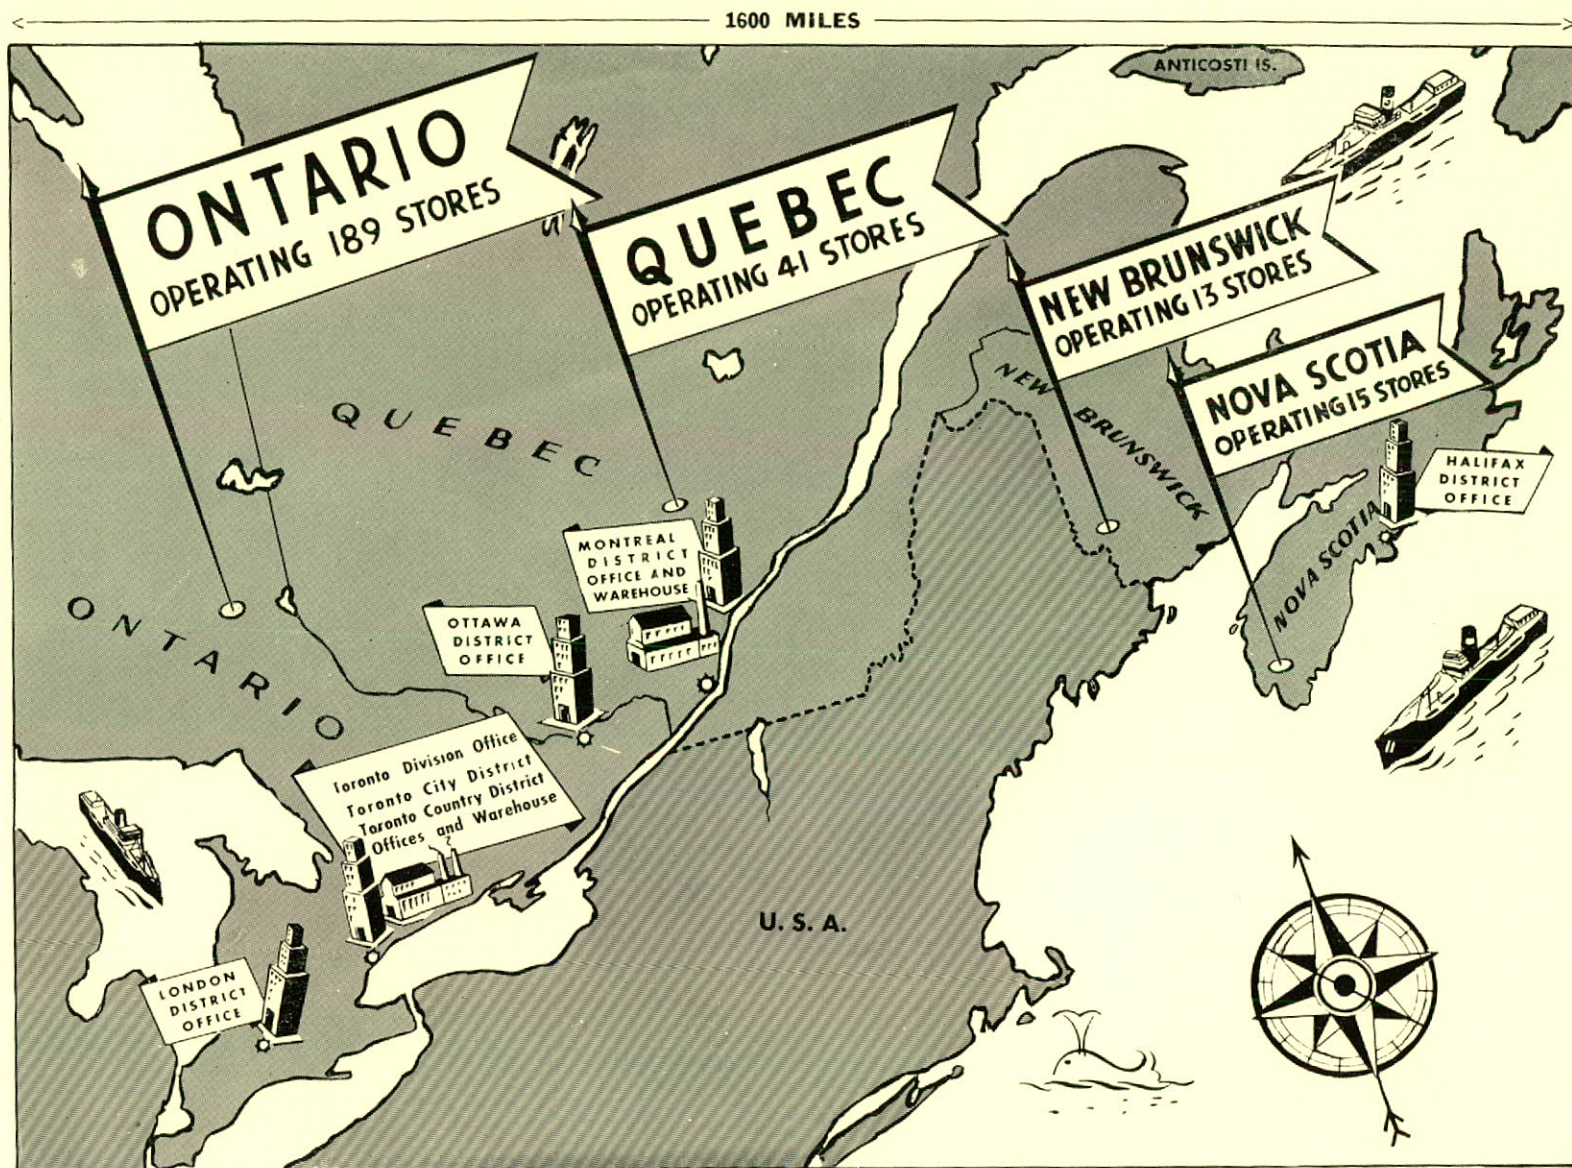 1600 MILES
ANTICOSTI IS.
ONTARIO
OPERATING 189 STORES
QUEBEC
OPERATING 41 STORES
NEW BRUNSWICK
OPERATING 13 STORES
NOVA SCOTIA
OPERATING 15 STORES
QUEBEC
NEW BRUNSWICK
HALIFAX
DISTRICT
OFFICE
MONTREAL
DISTRICT
OFFICE AND
WAREHOUSE
NOVA SCOTIA
ONTARIO
OTTAWA
DISTRICT
OFFICE
Toronto Division Office
Toronto City District
Toronto Country District
Offices and Warehouse
U. S. A.
LONDON
DISTRICT
OFFICE